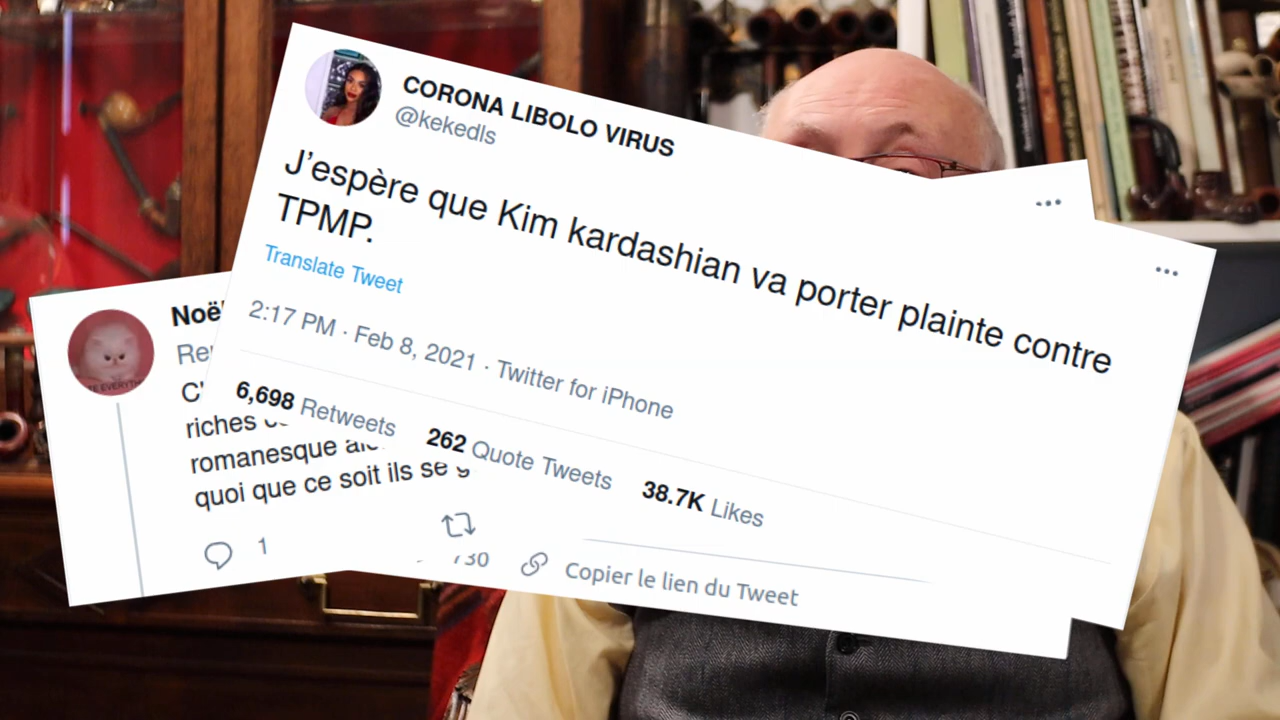 CORONA LIBOLO VIRUS
@kekedls
J’espère que Kim kardashian va porter plainte contre
TPMP.
Translate Tweet
2:17 PM · Feb 8, 2021 · Twitter for iPhone
6,698 Retweets 262 Quote Tweets 38.7K Likes
riches
romanesque
quoi que ce soit ils se
1
Copier le lien du Tweet